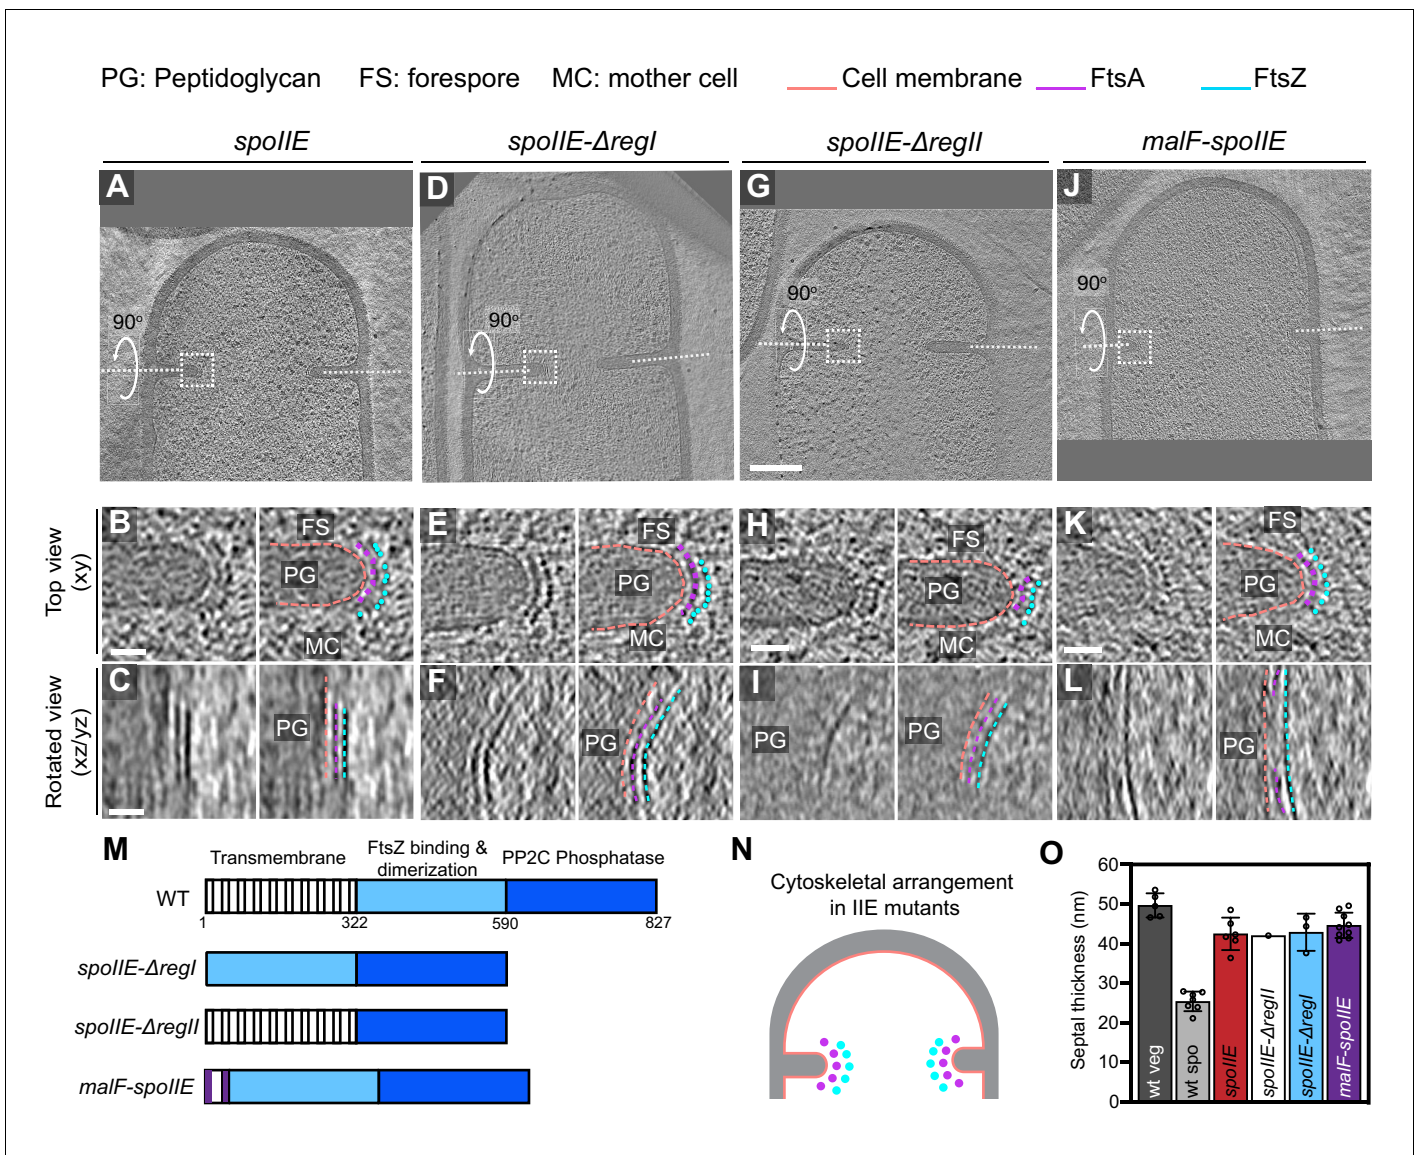 PG: Peptidoglycan FS: forespore MC: mother cell Cell membrane FtsA FtsZ
spoIIE spoIIE-ΔregI spoIIE-ΔregII malF-spoIIE
A D G J
90° 90° 90° 90°
Top view (xy)
B FS PG MC
E FS PG MC
H FS PG MC
K FS PG MC
Rotated view (xz/yz)
C PG
F PG
I PG PG
L PG
M
Transmembrane FtsZ binding & dimerization PP2C Phosphatase
WT
1 322 590 827
spoIIE-ΔregI
spoIIE-ΔregII
malF-spoIIE
N
Cytoskeletal arrangement
in IIE mutants
O
Septal thickness (nm)
60
50
40
30
20
10
0
wt veg
wt spo
spoIIE
spoIIE-ΔregII
spoIIE-ΔregI
malF-spoIIE